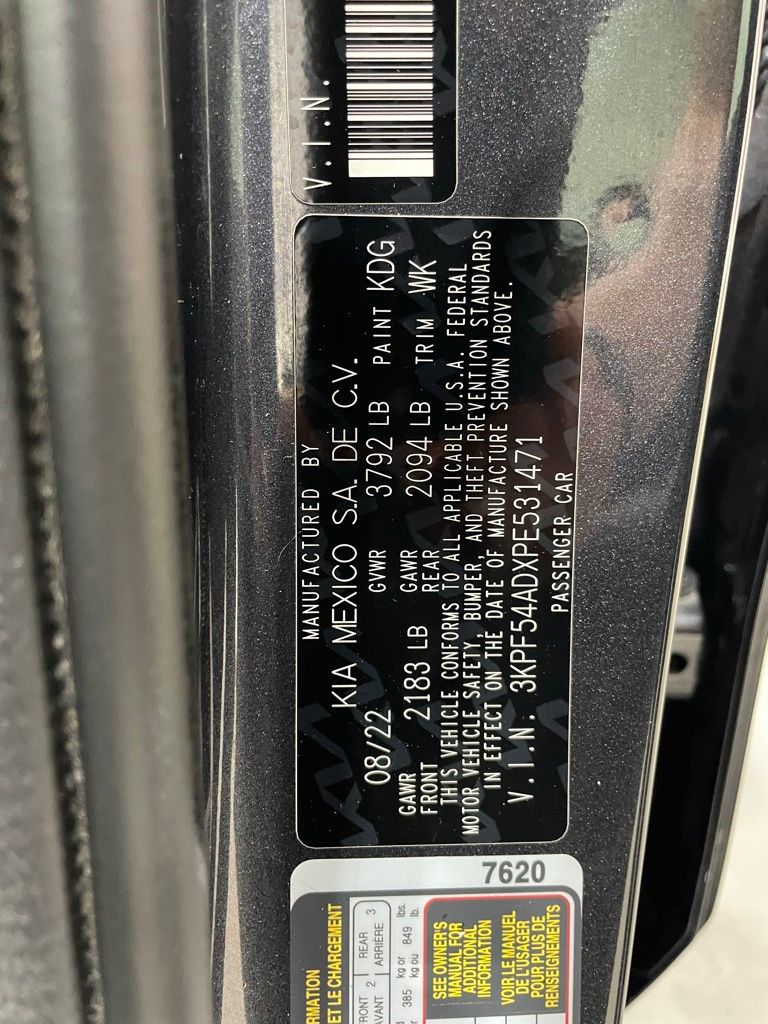 V.I.N.
MANUFACTURED BY
KIA MEXICO S.A. DE C.V.
08/22 GVWR 3792 LB PAINT KDG
GAWR FRONT 2183 LB GAWR REAR 2094 LB TRIM WK
THIS VEHICLE CONFORMS TO ALL APPLICABLE U.S.A. FEDERAL
MOTOR VEHICLE SAFETY, BUMPER, AND THEFT PREVENTION STANDARDS
IN EFFECT ON THE DATE OF MANUFACTURE SHOWN ABOVE.
V.I.N. 3KPF54ADXPE531471
PASSENGER CAR
7620
ET LE CHARGEMENT
FRONT 2 REAR 3
AVANT ARRIÈRE
385 kg or 849 lbs.
kg ou lb.
SEE OWNER'S
MANUAL FOR
ADDITIONAL
INFORMATION
VOIR LE MANUEL
DE L'USAGER
POUR PLUS DE
RENSEIGNEMENTS